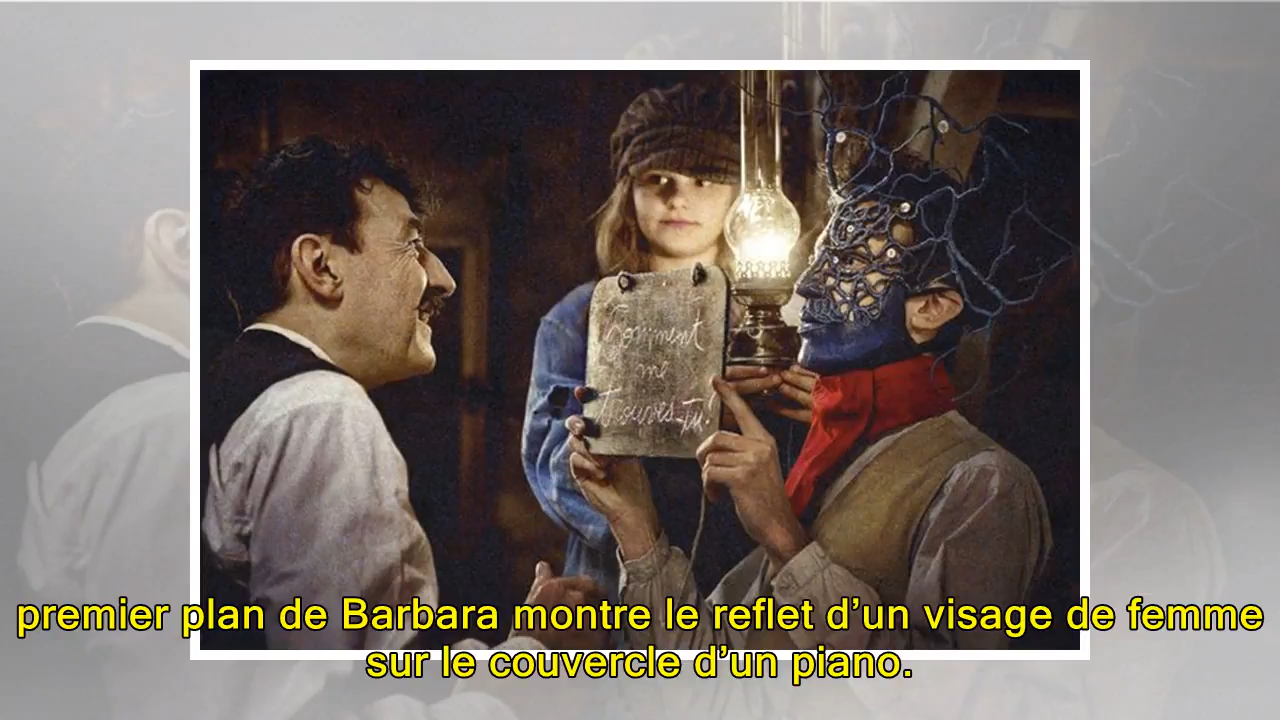 Comment
me
trouves-tu !
premier plan de Barbara montre le reflet d’un visage de femme
sur le couvercle d’un piano.